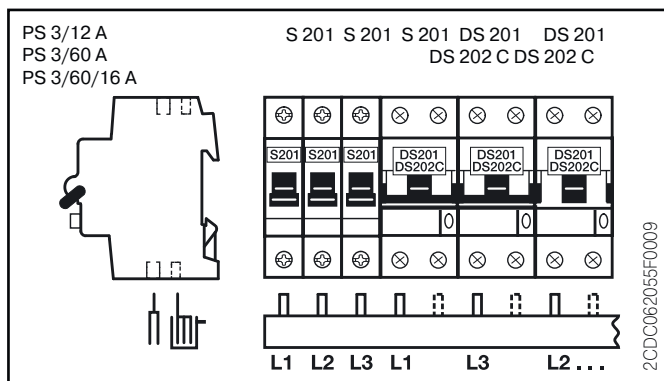 PS 3/12 A
PS 3/60 A
PS 3/60/16 A
S 201 S 201 S 201 DS 201 DS 201
DS 202 C DS 202 C
S201 S201 S201 DS201 DS201 DS201
DS202C DS202C DS202C
L1 L2 L3 L1 L3 L2 . . .
2CDC062055F0009